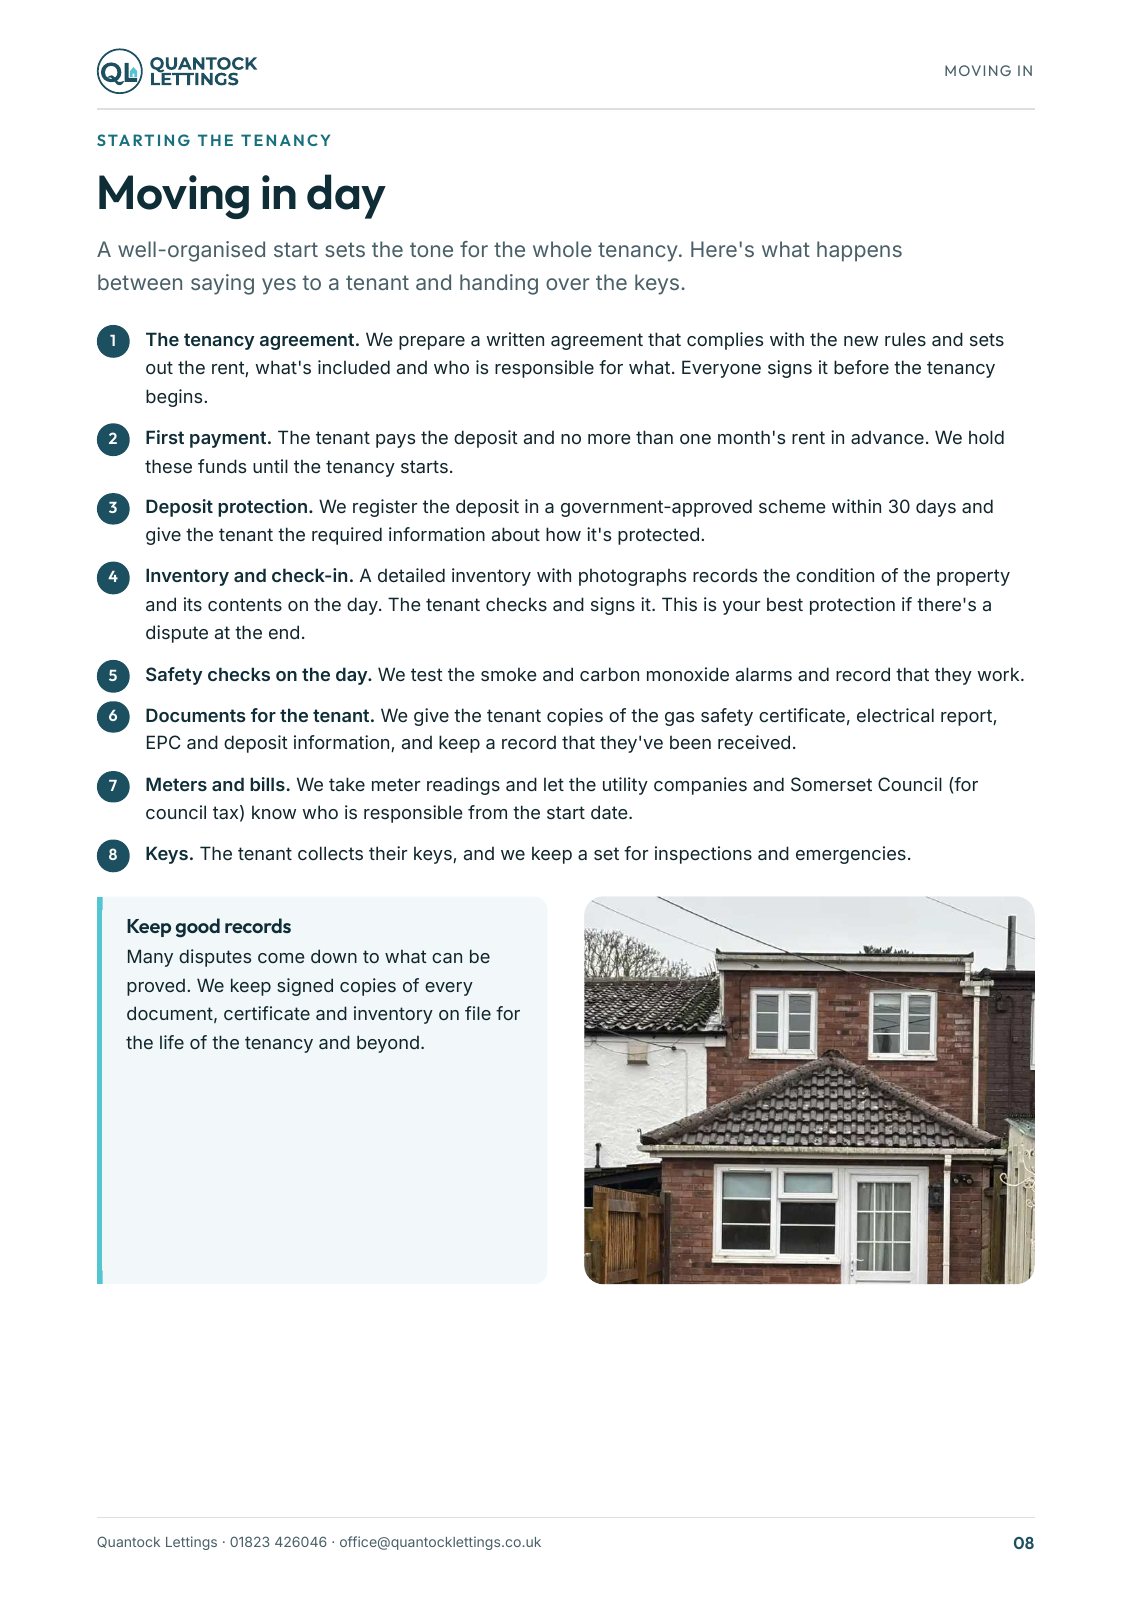 QL QUANTOCK
LETTINGS
MOVING IN
STARTING THE TENANCY
Moving in day
A well-organised start sets the tone for the whole tenancy. Here's what happens
between saying yes to a tenant and handing over the keys.
1 The tenancy agreement. We prepare a written agreement that complies with the new rules and sets
out the rent, what's included and who is responsible for what. Everyone signs it before the tenancy
begins.
2 First payment. The tenant pays the deposit and no more than one month's rent in advance. We hold
these funds until the tenancy starts.
3 Deposit protection. We register the deposit in a government-approved scheme within 30 days and
give the tenant the required information about how it's protected.
4 Inventory and check-in. A detailed inventory with photographs records the condition of the property
and its contents on the day. The tenant checks and signs it. This is your best protection if there's a
dispute at the end.
5 Safety checks on the day. We test the smoke and carbon monoxide alarms and record that they work.
6 Documents for the tenant. We give the tenant copies of the gas safety certificate, electrical report,
EPC and deposit information, and keep a record that they've been received.
7 Meters and bills. We take meter readings and let the utility companies and Somerset Council (for
council tax) know who is responsible from the start date.
8 Keys. The tenant collects their keys, and we keep a set for inspections and emergencies.
Keep good records
Many disputes come down to what can be
proved. We keep signed copies of every
document, certificate and inventory on file for
the life of the tenancy and beyond.
Quantock Lettings · 01823 426046 · office@quantocklettings.co.uk
08